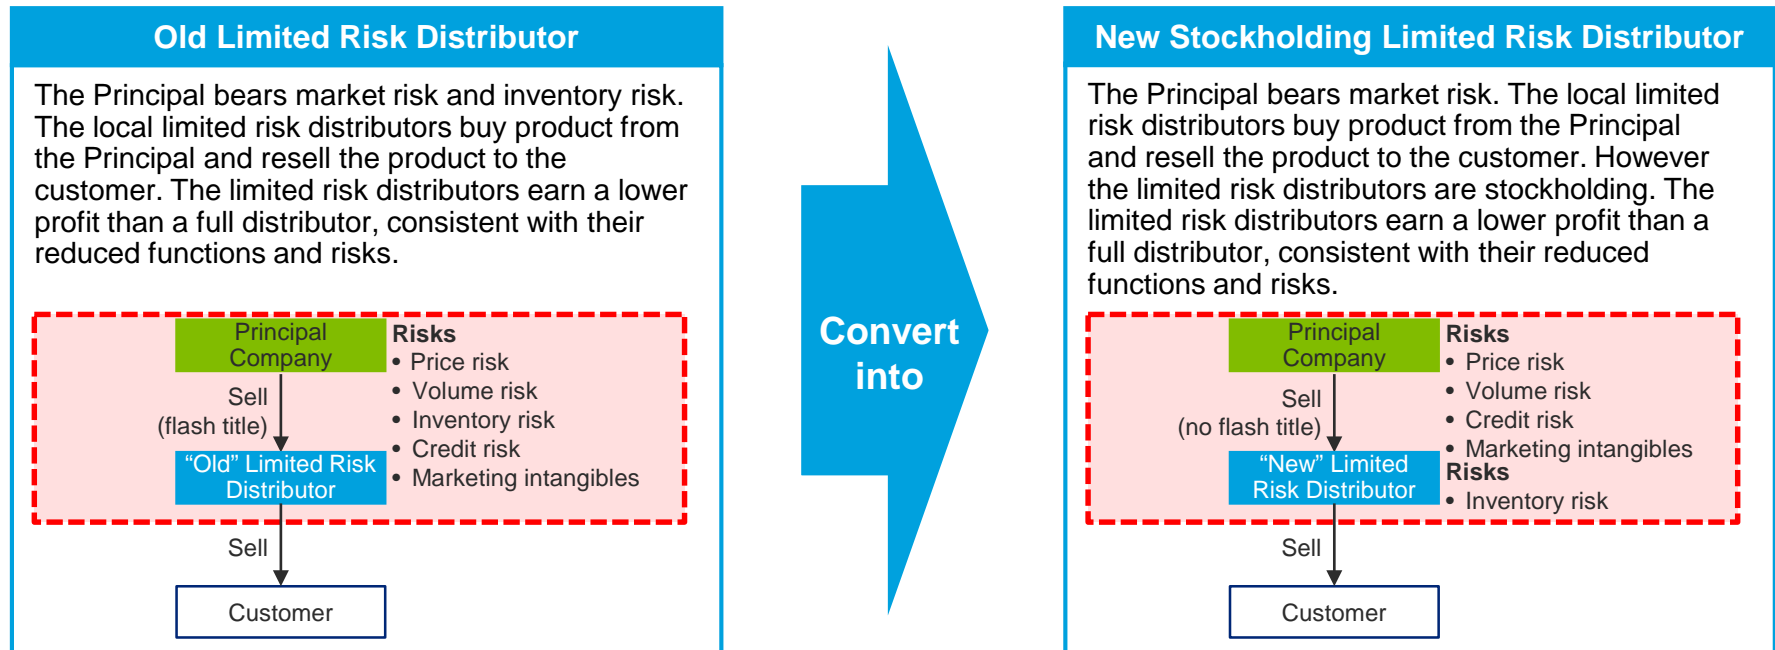 Old Limited Risk Distributor
The Principal bears market risk and inventory risk.
The local limited risk distributors buy product from
the Principal and resell the product to the
customer. The limited risk distributors earn a lower
profit than a full distributor, consistent with their
reduced functions and risks.
Principal
Company
Risks
• Price risk
• Volume risk
• Inventory risk
• Credit risk
• Marketing intangibles
Sell
(flash title)
“Old” Limited Risk
Distributor
Sell
Customer
Convert
into
New Stockholding Limited Risk Distributor
The Principal bears market risk. The local limited
risk distributors buy product from the Principal
and resell the product to the customer. However
the limited risk distributors are stockholding. The
limited risk distributors earn a lower profit than a
full distributor, consistent with their reduced
functions and risks.
Principal
Company
Risks
• Price risk
• Volume risk
• Credit risk
• Marketing intangibles
Sell
(no flash title)
“New” Limited
Risk Distributor
Risks
• Inventory risk
Sell
Customer